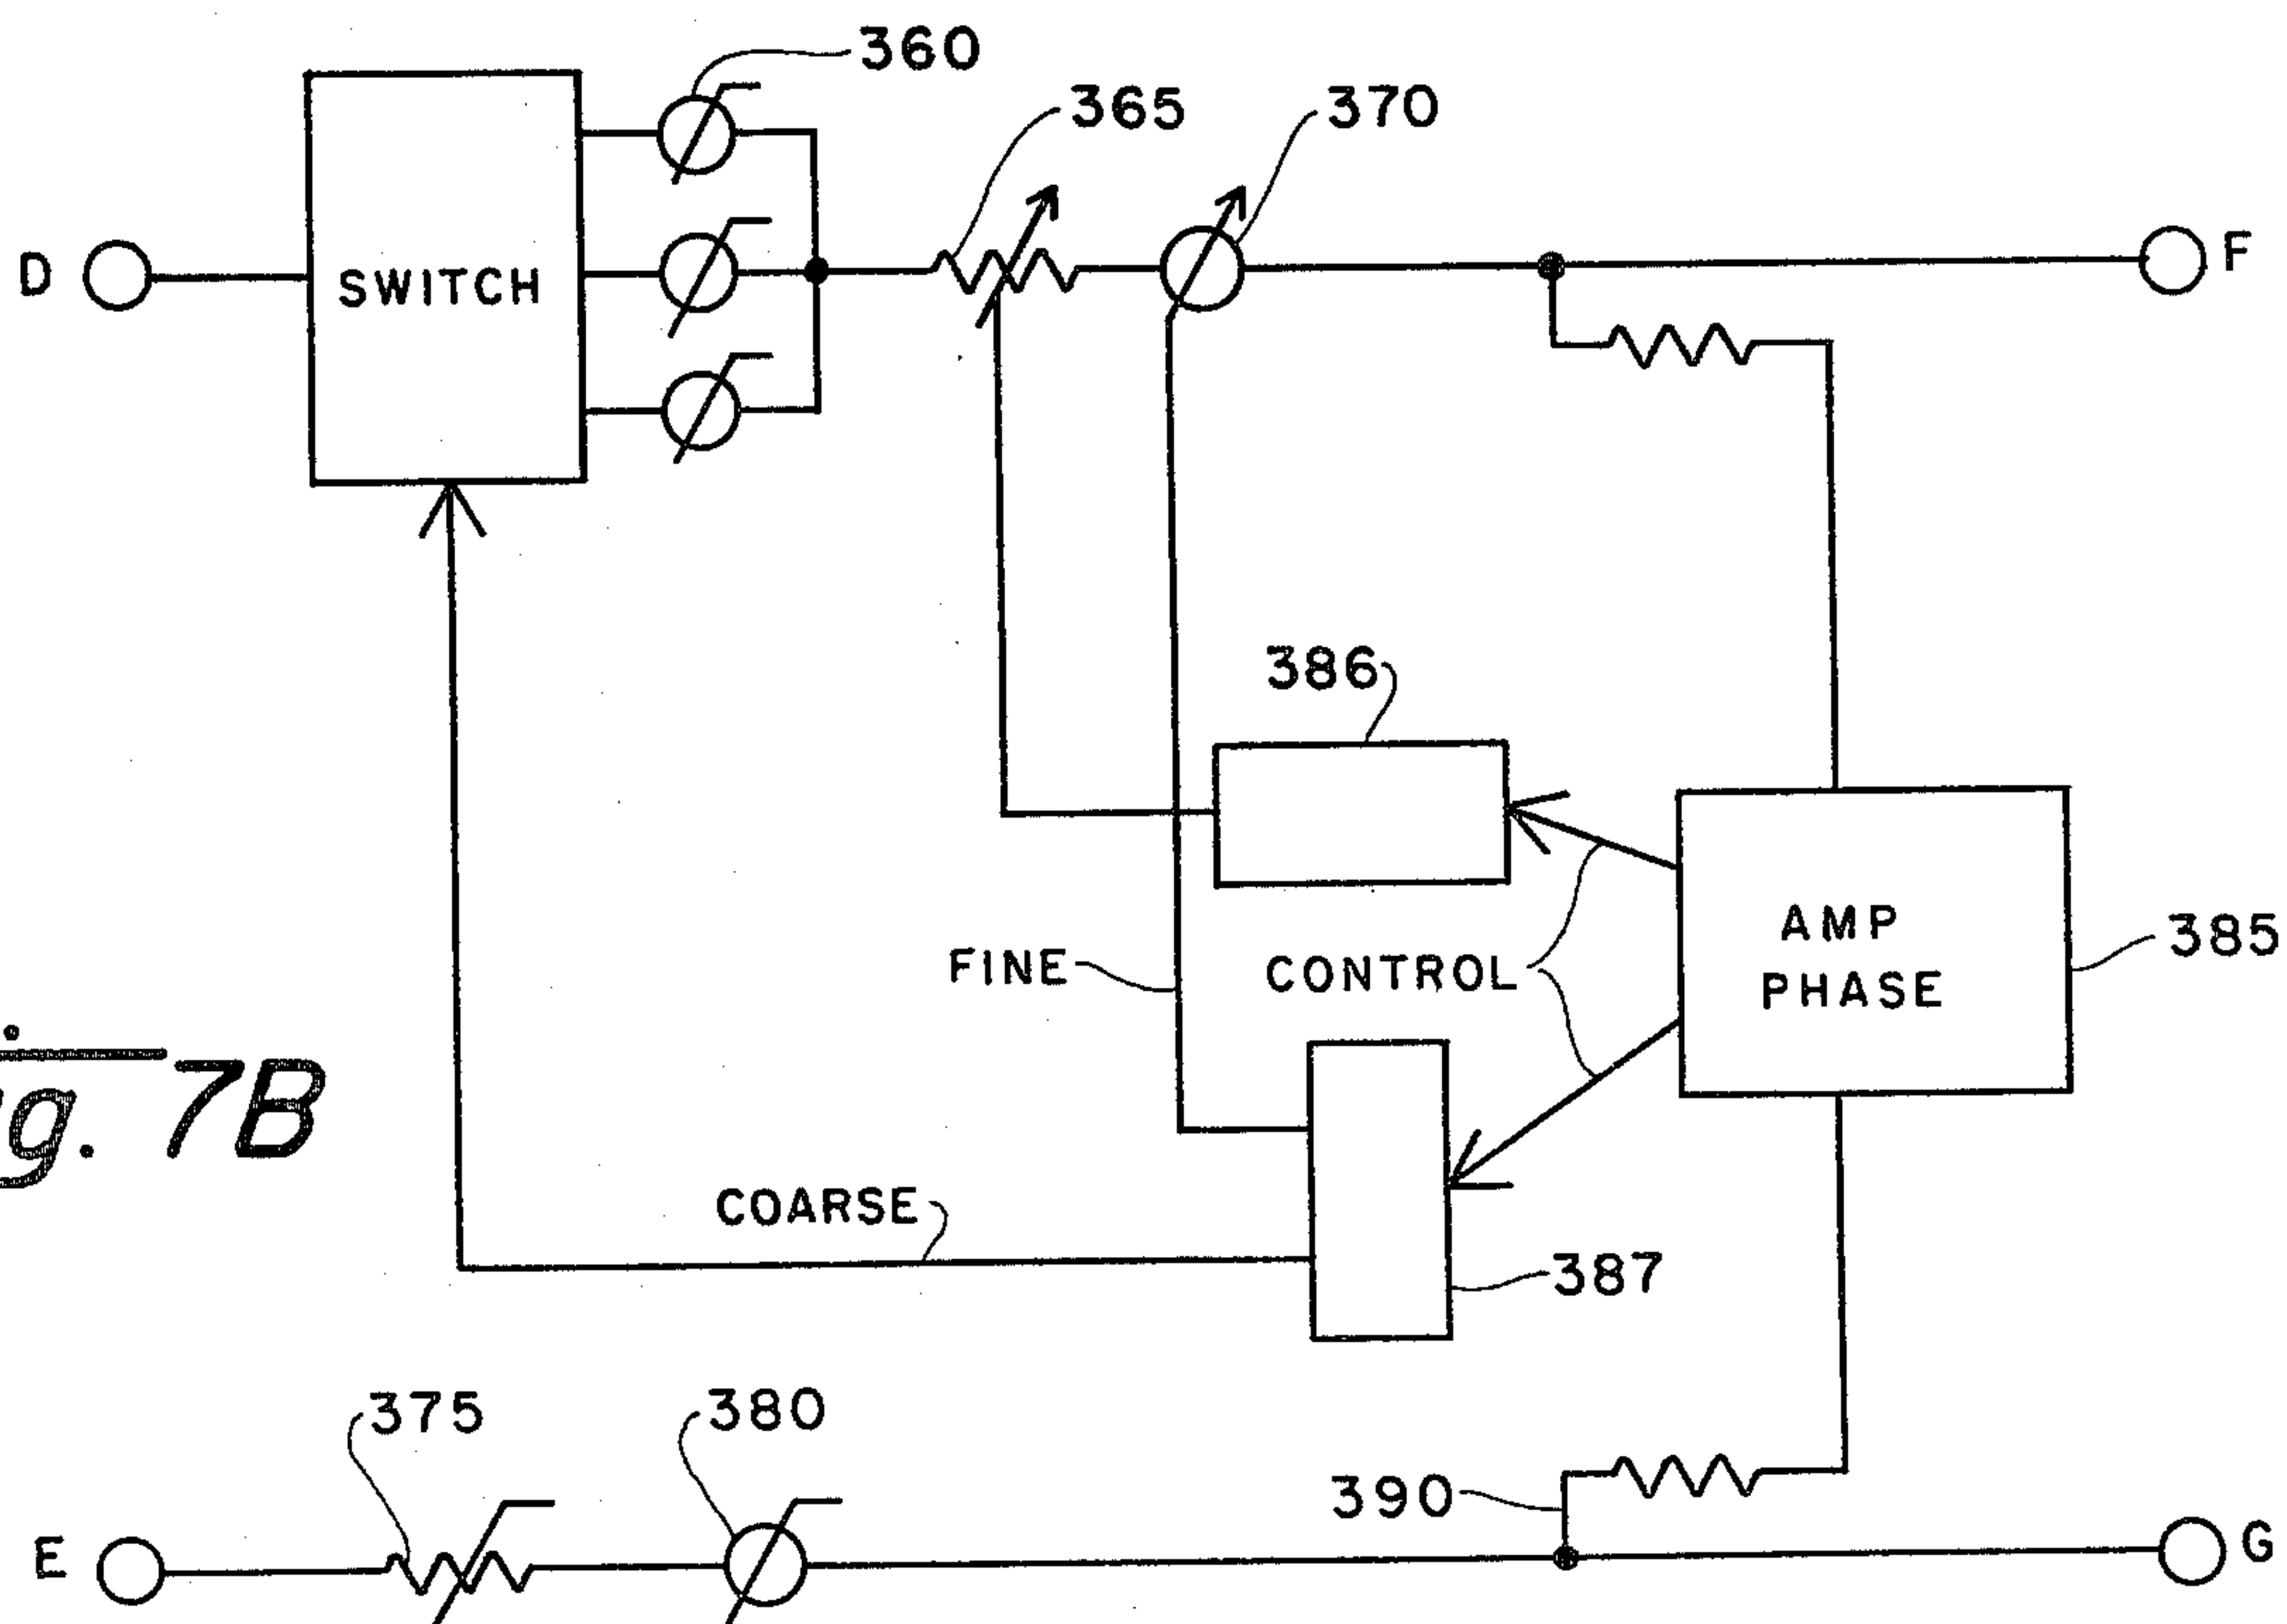 360
365
370
D
SWITCH
F
386
AMP
PHASE
385
FINE
CONTROL
g. 7B
COARSE
387
375
380
390
E
G